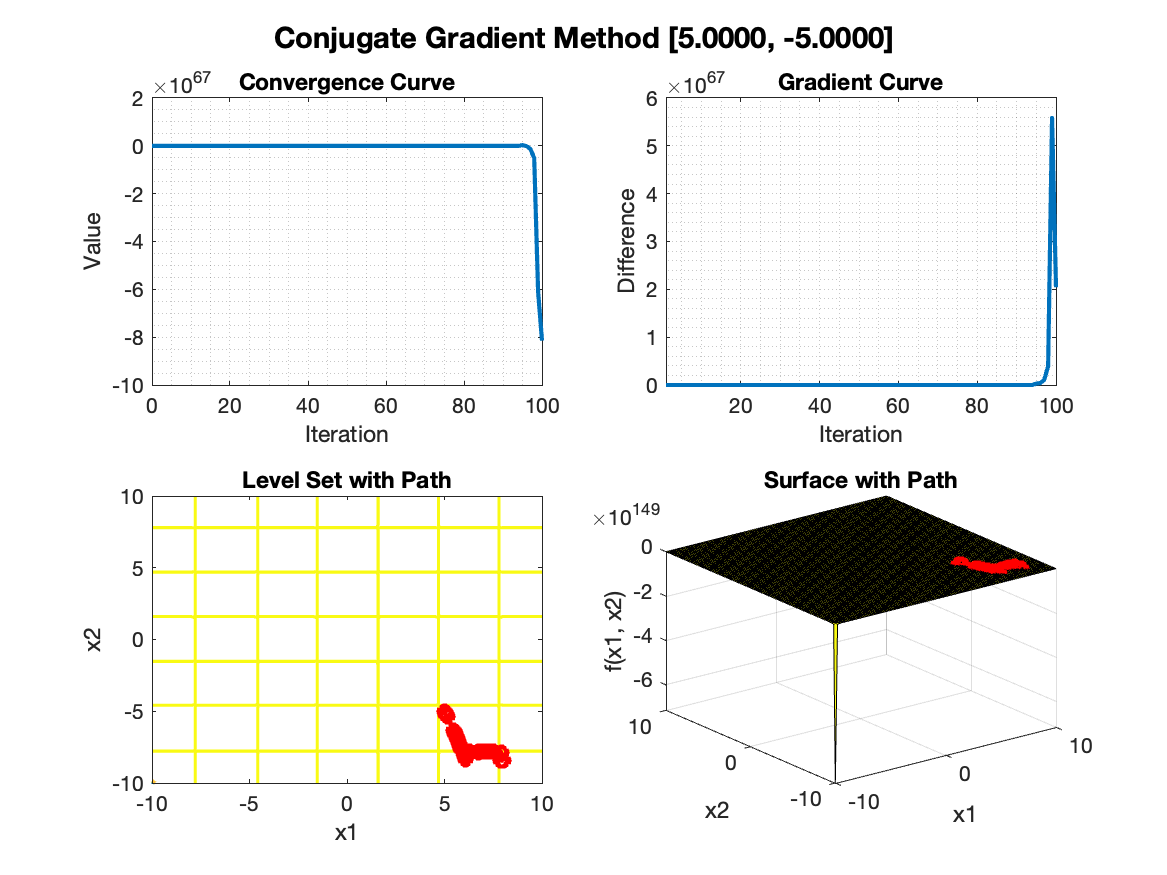 Conjugate Gradient Method [5.0000, -5.0000]
×10^67
Convergence Curve
2
0
-2
-4
-6
-8
-10
Value
0 20 40 60 80 100
Iteration
×10^67
Gradient Curve
6
5
4
3
2
1
0
Difference
20 40 60 80 100
Iteration
Level Set with Path
10
5
0
-5
-10
x2
-10 -5 0 5 10
x1
Surface with Path
×10^149
0
-2
-4
-6
f(x1, x2)
10
0
-10
x2
-10
0
10
x1